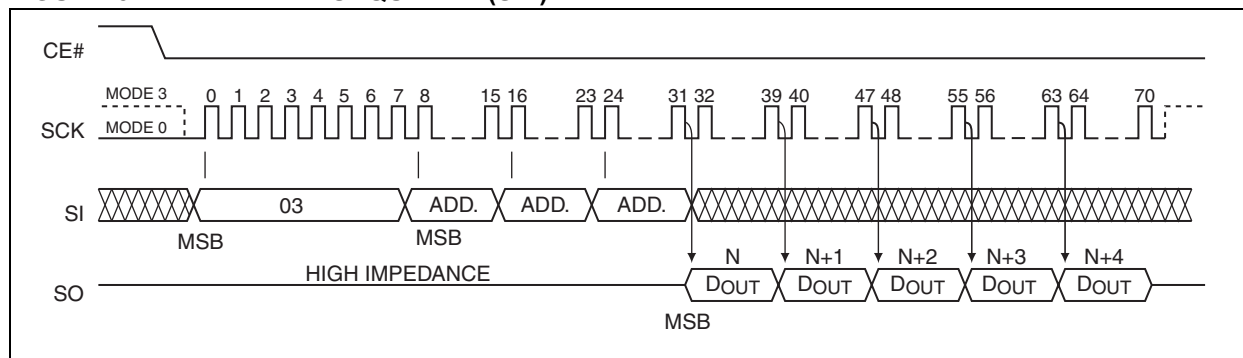 CE#
MODE 3
0 1 2 3 4 5 6 7 8 15 16 23 24 31 32 39 40 47 48 55 56 63 64 70
SCK
MODE 0
SI
03
ADD.
ADD.
ADD.
MSB
MSB
HIGH IMPEDANCE
N N+1 N+2 N+3 N+4
SO
DOUT DOUT DOUT DOUT DOUT
MSB